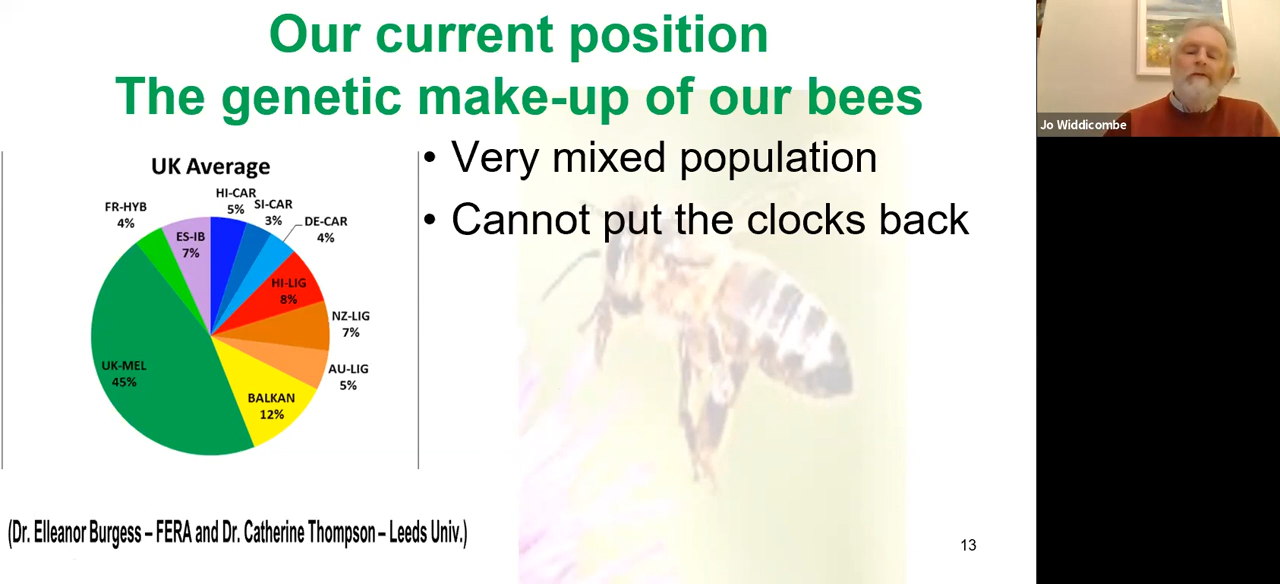 Our current position
The genetic make-up of our bees
• Very mixed population
• Cannot put the clocks back
UK Average
HI-CAR
5%
SI-CAR
3%
DE-CAR
4%
HI-LIG
8%
NZ-LIG
7%
AU-LIG
5%
BALKAN
12%
UK-MEL
45%
FR-HYB
4%
ES-IB
7%
(Dr. Elleanor Burgess – FERA and Dr. Catherine Thompson – Leeds Univ.)
13
Jo Widdicombe